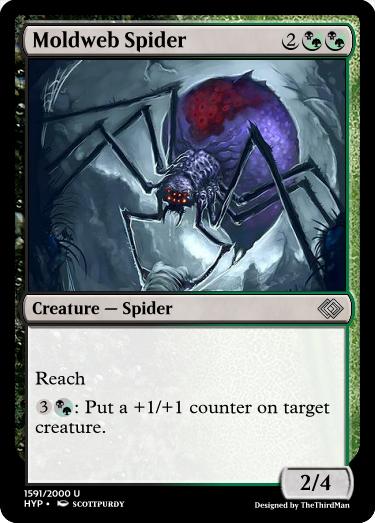 Moldweb Spider 2
Creature — Spider
Reach
3 : Put a +1/+1 counter on target
creature.
2/4
1591/2000 U
HYP • SCOTTPURDY
Designed by TheThirdMan